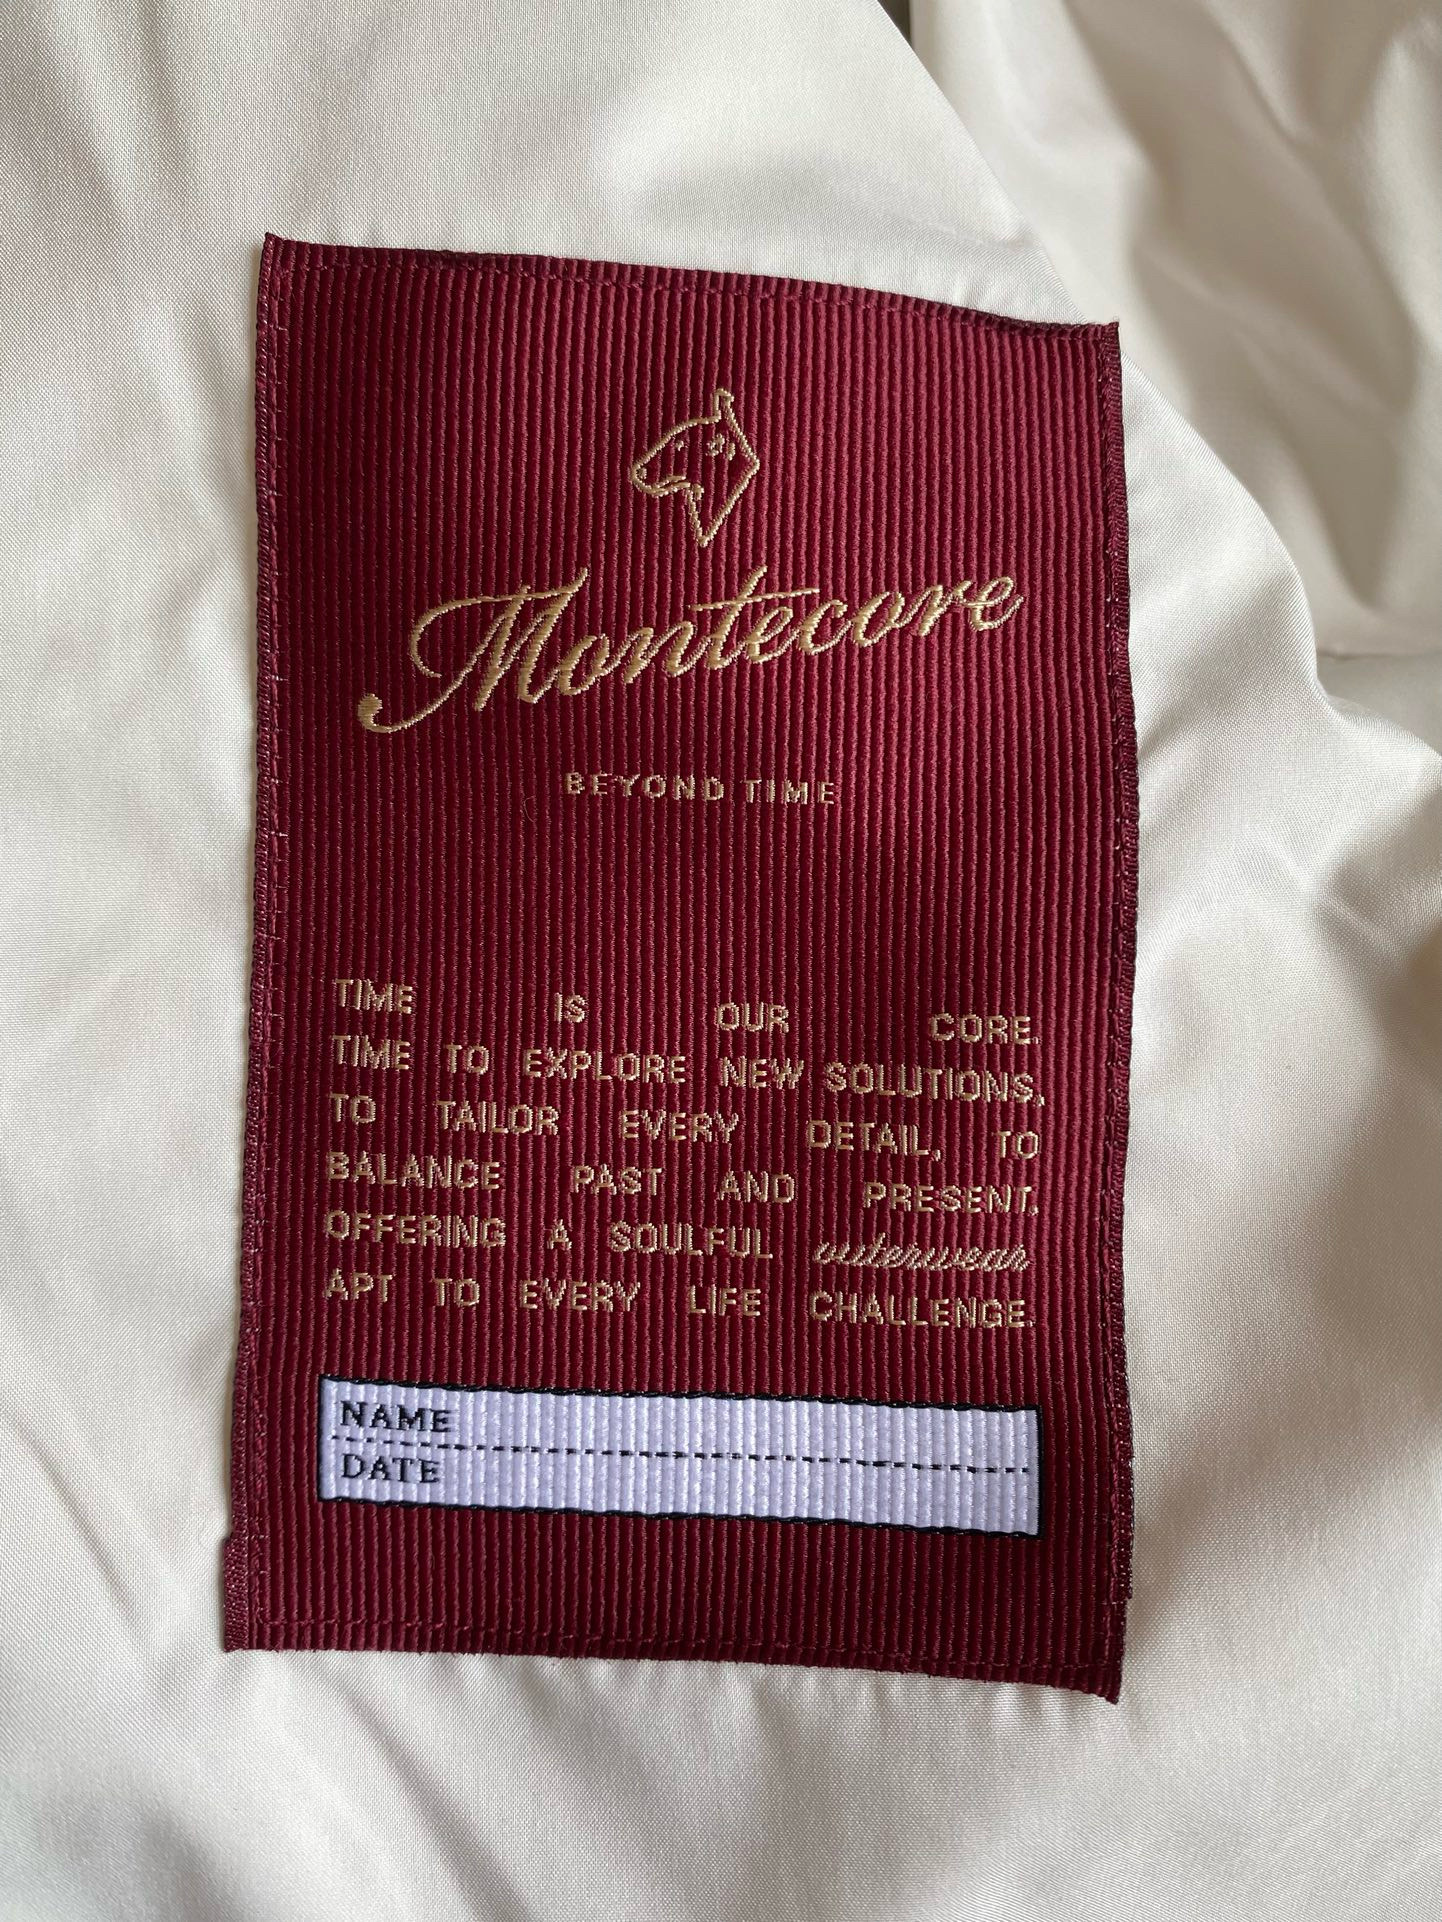 Montecore
BEYOND TIME
TIME IS OUR CORE.
TIME TO EXPLORE NEW SOLUTIONS,
TO TAILOR EVERY DETAIL, TO
BALANCE PAST AND PRESENT.
OFFERING A SOULFUL outerwear
APT TO EVERY LIFE CHALLENGE.
NAME
DATE